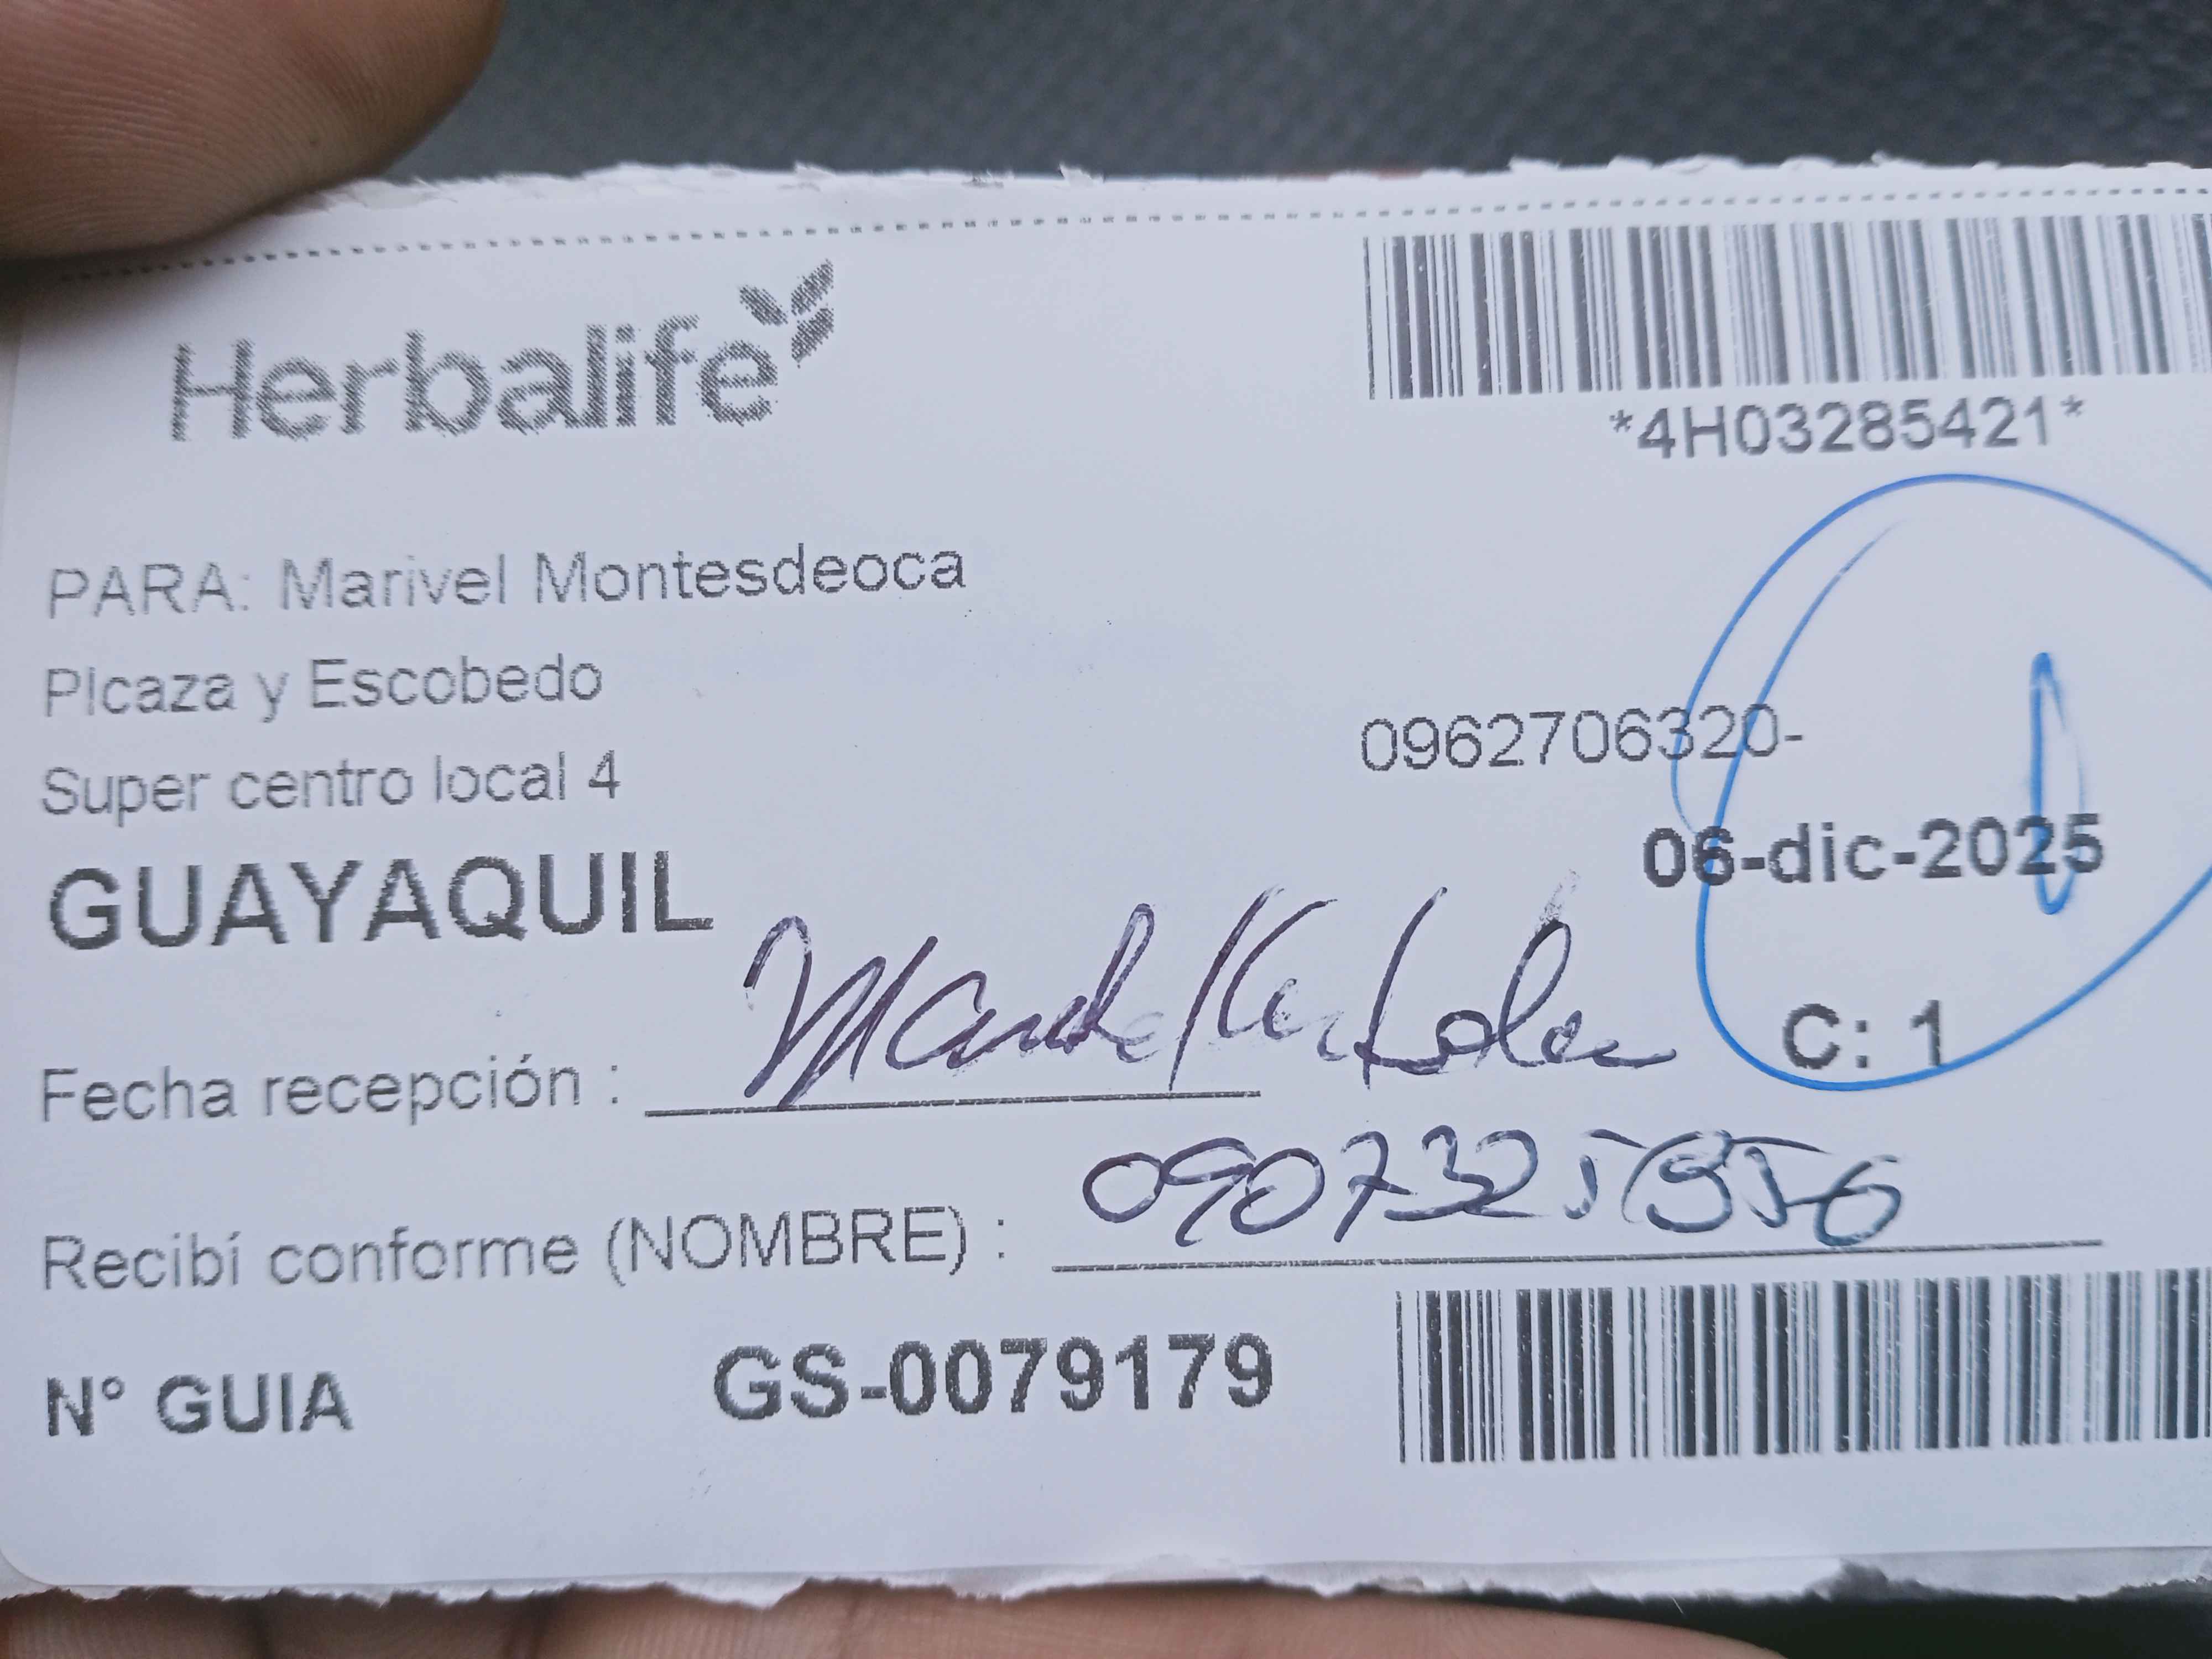 Herbalife
*4H03285421*
PARA: Marivel Montesdeoca
PIcaza y Escobedo
0962706320-
Super centro local 4
06-dic-2025
GUAYAQUIL
C: 1
Fecha recepción :
Recibí conforme (NOMBRE) :
N° GUIA GS-0079179